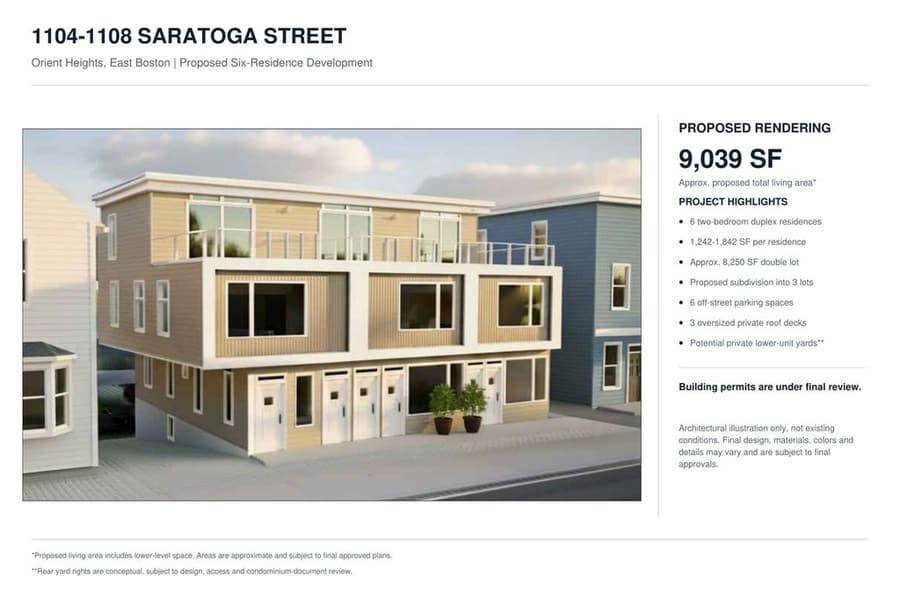 1104-1108 SARATOGA STREET
Orient Heights, East Boston | Proposed Six-Residence Development
PROPOSED RENDERING
9,039 SF
Approx. proposed total living area*
PROJECT HIGHLIGHTS
• 6 two-bedroom duplex residences
• 1,242-1,842 SF per residence
• Approx. 8,250 SF double lot
• Proposed subdivision into 3 lots
• 6 off-street parking spaces
• 3 oversized private roof decks
• Potential private lower-unit yards**
Building permits are under final review.
Architectural illustration only, not existing
conditions. Final design, materials, colors and
details may vary and are subject to final
approvals.
*Proposed living area includes lower-level space. Areas are approximate and subject to final approved plans.
**Rear yard rights are conceptual, subject to design, access and condominium-document review.